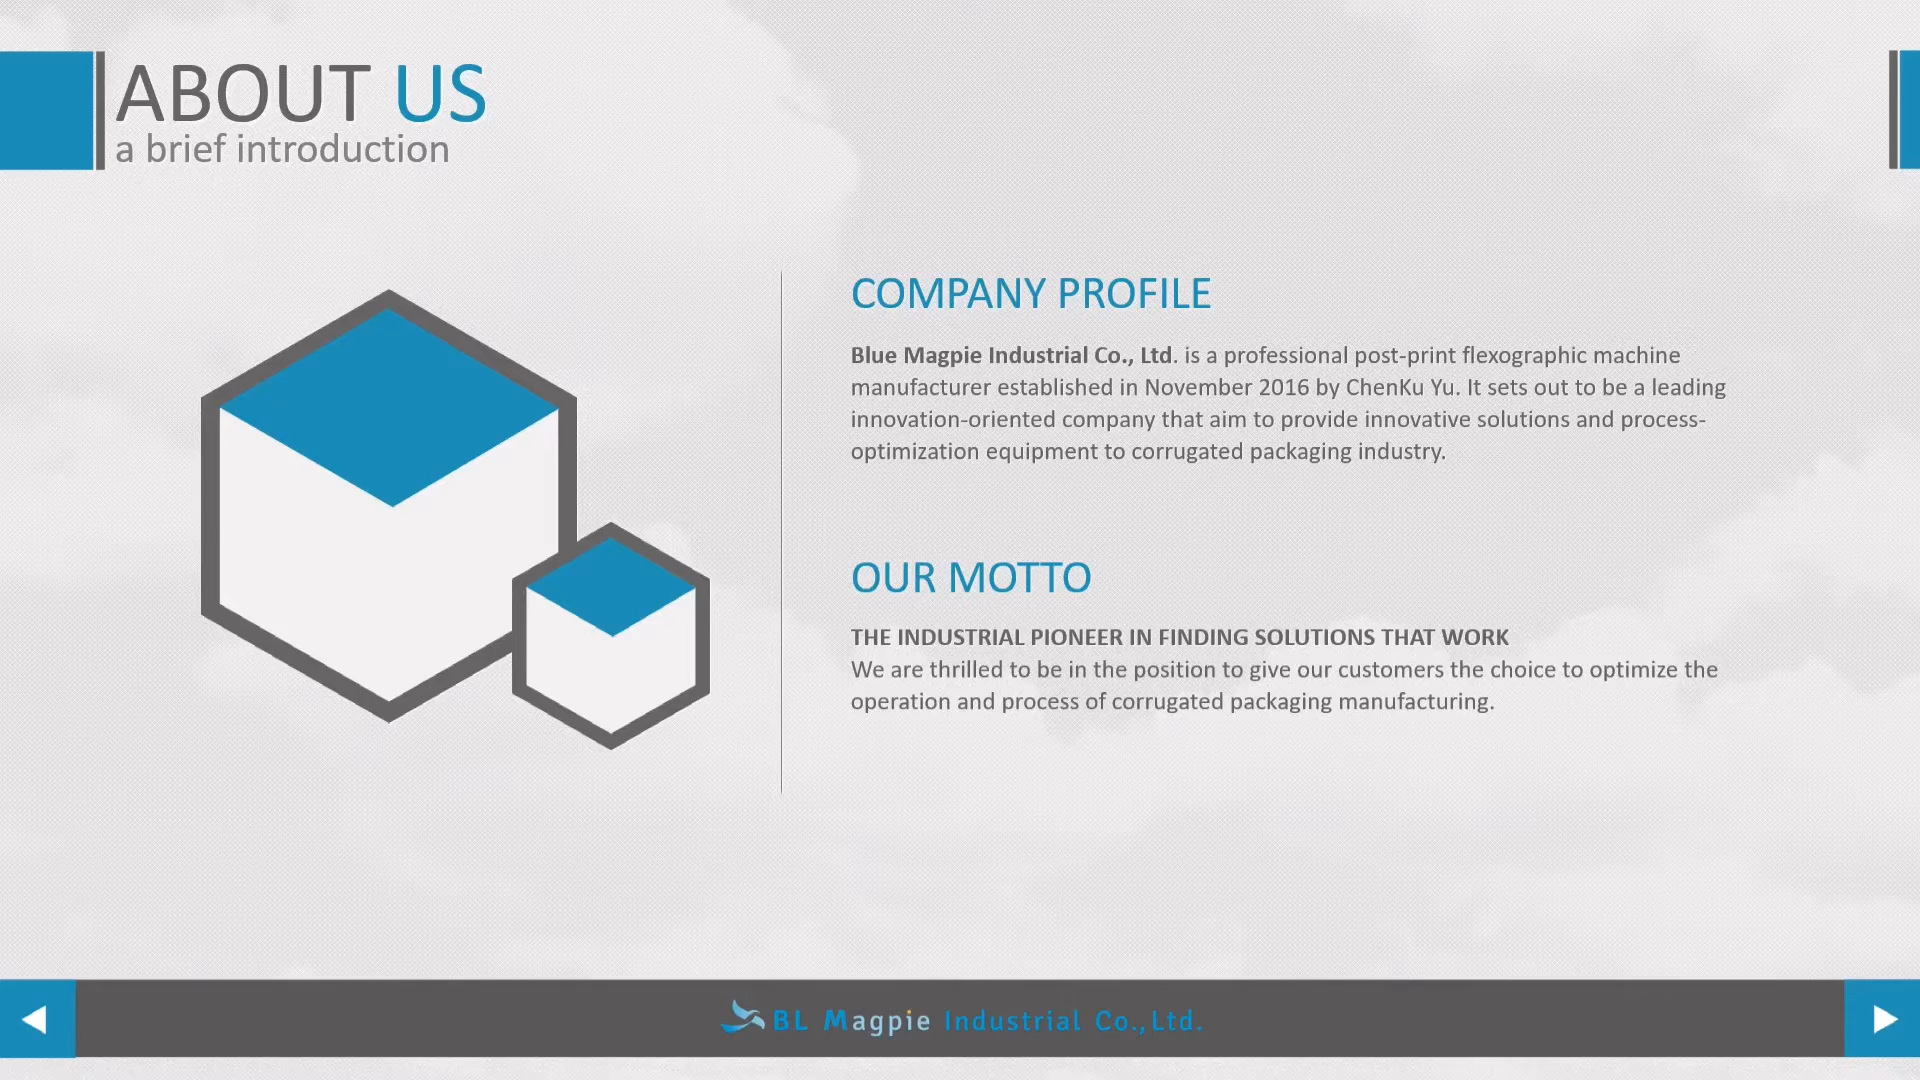 ABOUT US
a brief introduction
COMPANY PROFILE
Blue Magpie Industrial Co., Ltd. is a professional post-print flexographic machine
manufacturer established in November 2016 by ChenKu Yu. It sets out to be a leading
innovation-oriented company that aim to provide innovative solutions and process-
optimization equipment to corrugated packaging industry.
OUR MOTTO
THE INDUSTRIAL PIONEER IN FINDING SOLUTIONS THAT WORK
We are thrilled to be in the position to give our customers the choice to optimize the
operation and process of corrugated packaging manufacturing.
BL Magpie Industrial Co.,Ltd.